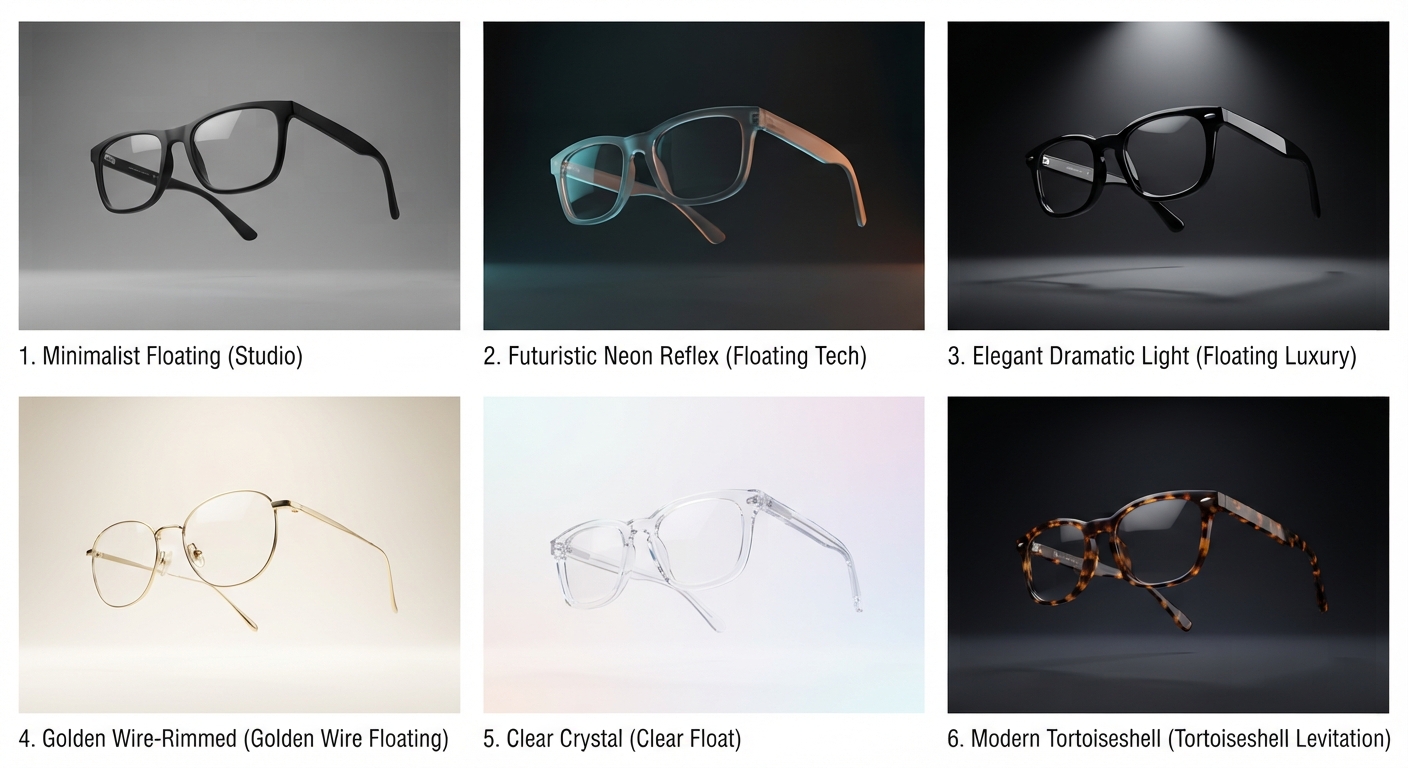 1. Minimalist Floating (Studio)
2. Futuristic Neon Reflex (Floating Tech)
3. Elegant Dramatic Light (Floating Luxury)
4. Golden Wire-Rimmed (Golden Wire Floating)
5. Clear Crystal (Clear Float)
6. Modern Tortoiseshell (Tortoiseshell Levitation)